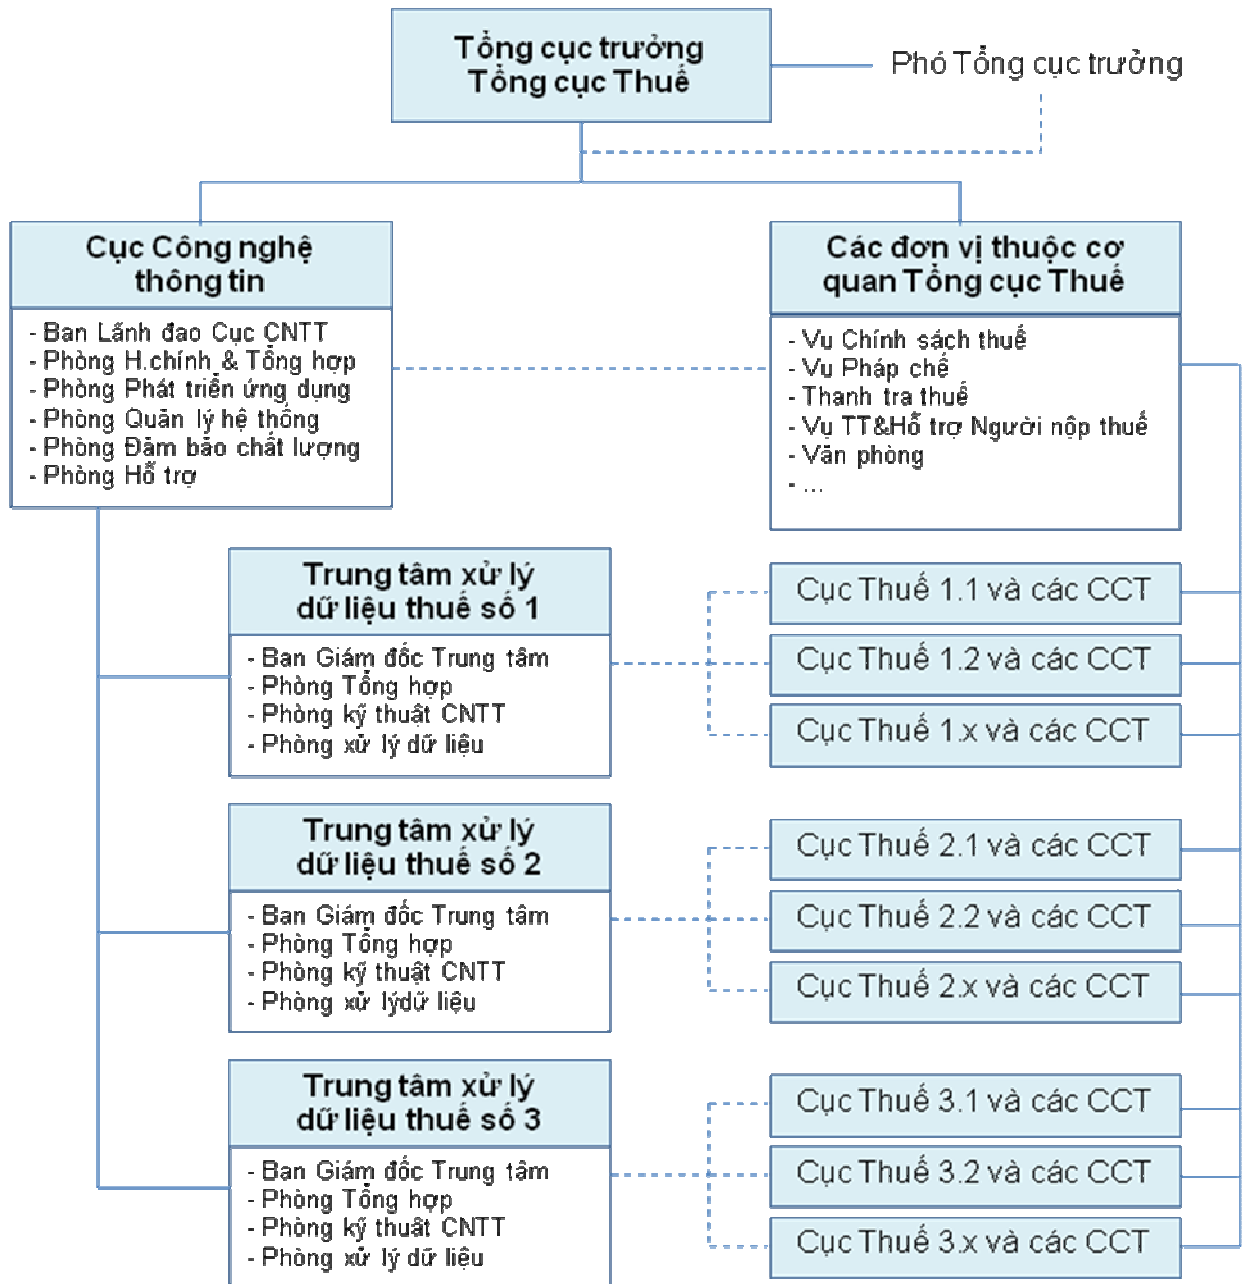 Tổng cục trưởng
Tổng cục Thuế
Phó Tổng cục trưởng
Cục Công nghệ
thông tin
- Ban Lãnh đạo Cục CNTT
- Phòng H.chính & Tổng hợp
- Phòng Phát triển ứng dụng
- Phòng Quản lý hệ thống
- Phòng Đảm bảo chất lượng
- Phòng Hỗ trợ
Các đơn vị thuộc cơ
quan Tổng cục Thuế
- Vụ Chính sách thuế
- Vụ Pháp chế
- Thanh tra thuế
- Vụ TT&Hỗ trợ Người nộp thuế
- Văn phòng
- ...
Trung tâm xử lý
dữ liệu thuế số 1
- Ban Giám đốc Trung tâm
- Phòng Tổng hợp
- Phòng kỹ thuật CNTT
- Phòng xử lý dữ liệu
Cục Thuế 1.1 và các CCT
Cục Thuế 1.2 và các CCT
Cục Thuế 1.x và các CCT
Trung tâm xử lý
dữ liệu thuế số 2
- Ban Giám đốc Trung tâm
- Phòng Tổng hợp
- Phòng kỹ thuật CNTT
- Phòng xử lýdữ liệu
Cục Thuế 2.1 và các CCT
Cục Thuế 2.2 và các CCT
Cục Thuế 2.x và các CCT
Trung tâm xử lý
dữ liệu thuế số 3
- Ban Giám đốc Trung tâm
- Phòng Tổng hợp
- Phòng kỹ thuật CNTT
- Phòng xử lý dữ liệu
Cục Thuế 3.1 và các CCT
Cục Thuế 3.2 và các CCT
Cục Thuế 3.x và các CCT